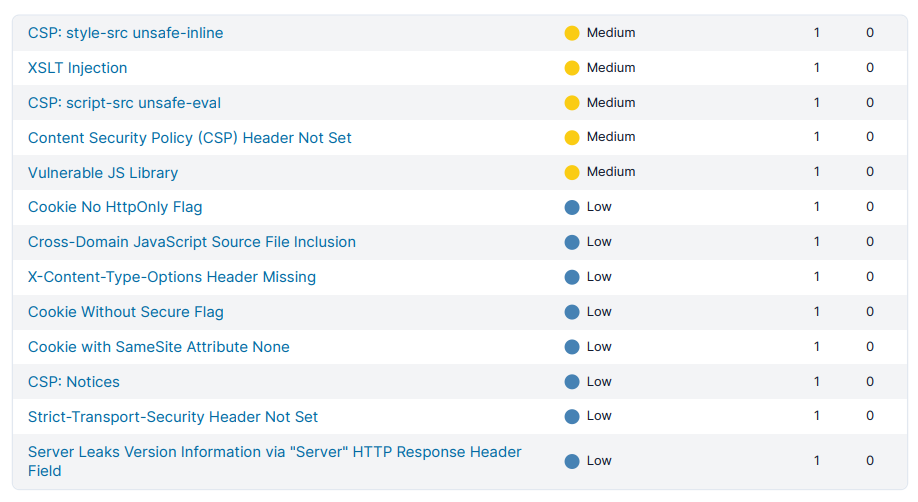 CSP: style-src unsafe-inline Medium 1 0
XSLT Injection Medium 1 0
CSP: script-src unsafe-eval Medium 1 0
Content Security Policy (CSP) Header Not Set Medium 1 0
Vulnerable JS Library Medium 1 0
Cookie No HttpOnly Flag Low 1 0
Cross-Domain JavaScript Source File Inclusion Low 1 0
X-Content-Type-Options Header Missing Low 1 0
Cookie Without Secure Flag Low 1 0
Cookie with SameSite Attribute None Low 1 0
CSP: Notices Low 1 0
Strict-Transport-Security Header Not Set Low 1 0
Server Leaks Version Information via "Server" HTTP Response Header
Field Low 1 0